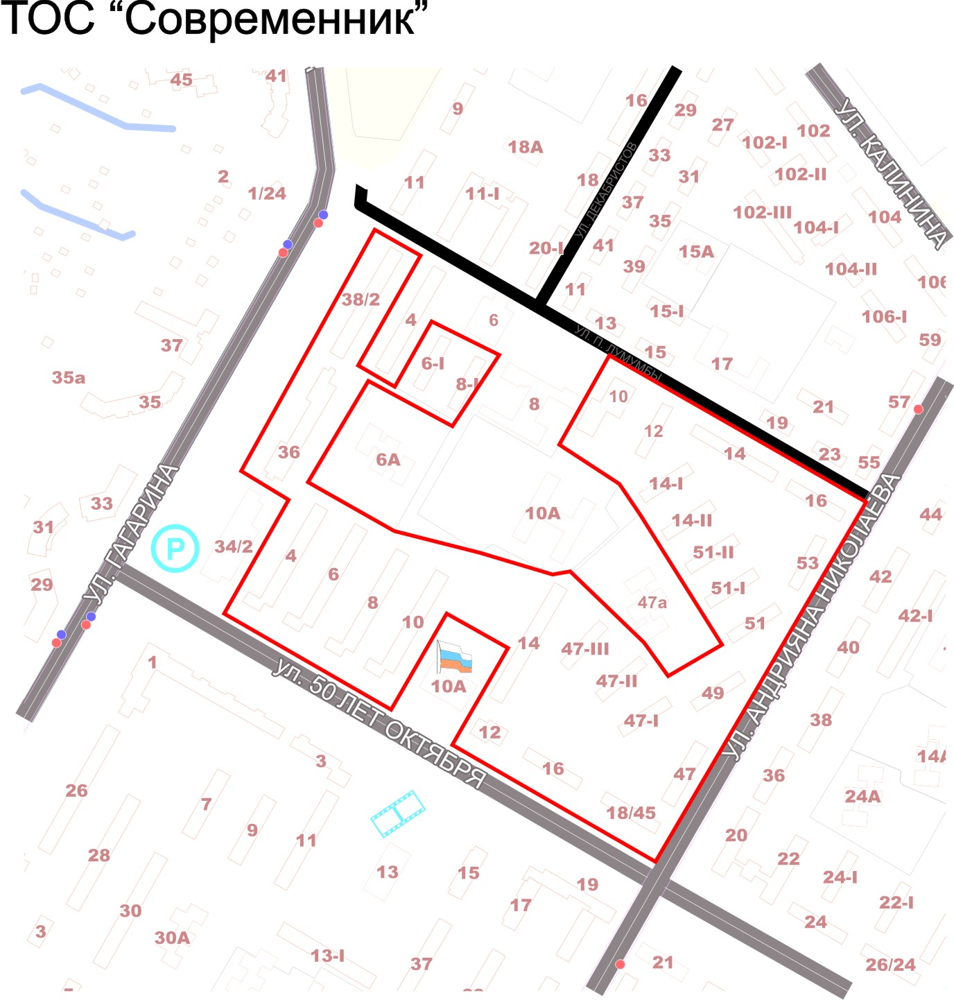 ТОС “Современник”
45
41
9
16
29
27
102
УЛ. КАЛИНИНА
102-I
18А
33
2
1/24
11
11-I
18
УЛ. ДЕКАБРИСТОВ
31
102-II
37
35
102-III
104-I
104
20-I
41
39
15А
104-II
106
11
38/2
4
6
13
15-I
106-I
37
УЛ. П. ЛУМУМБЫ
15
59
35а
35
6-I
8-I
8
10
17
57
21
19
12
36
6А
14
23
55
33
31
14-I
16
10А
14-II
44
УЛ. ГАГАРИНА
P
34/2
4
6
51-II
53
42
29
8
47а
51-I
10
51
42-I
УЛ. АНДРИЯНА НИКОЛАЕВА
1
14
47-III
40
ул. 50 ЛЕТ ОКТЯБРЯ
10А
47-II
49
47-I
38
12
3
16
47
36
14А
26
7
18/45
24А
9
11
20
28
13
15
19
22
24-I
30
17
22-I
3
30А
24
13-I
37
21
26/24